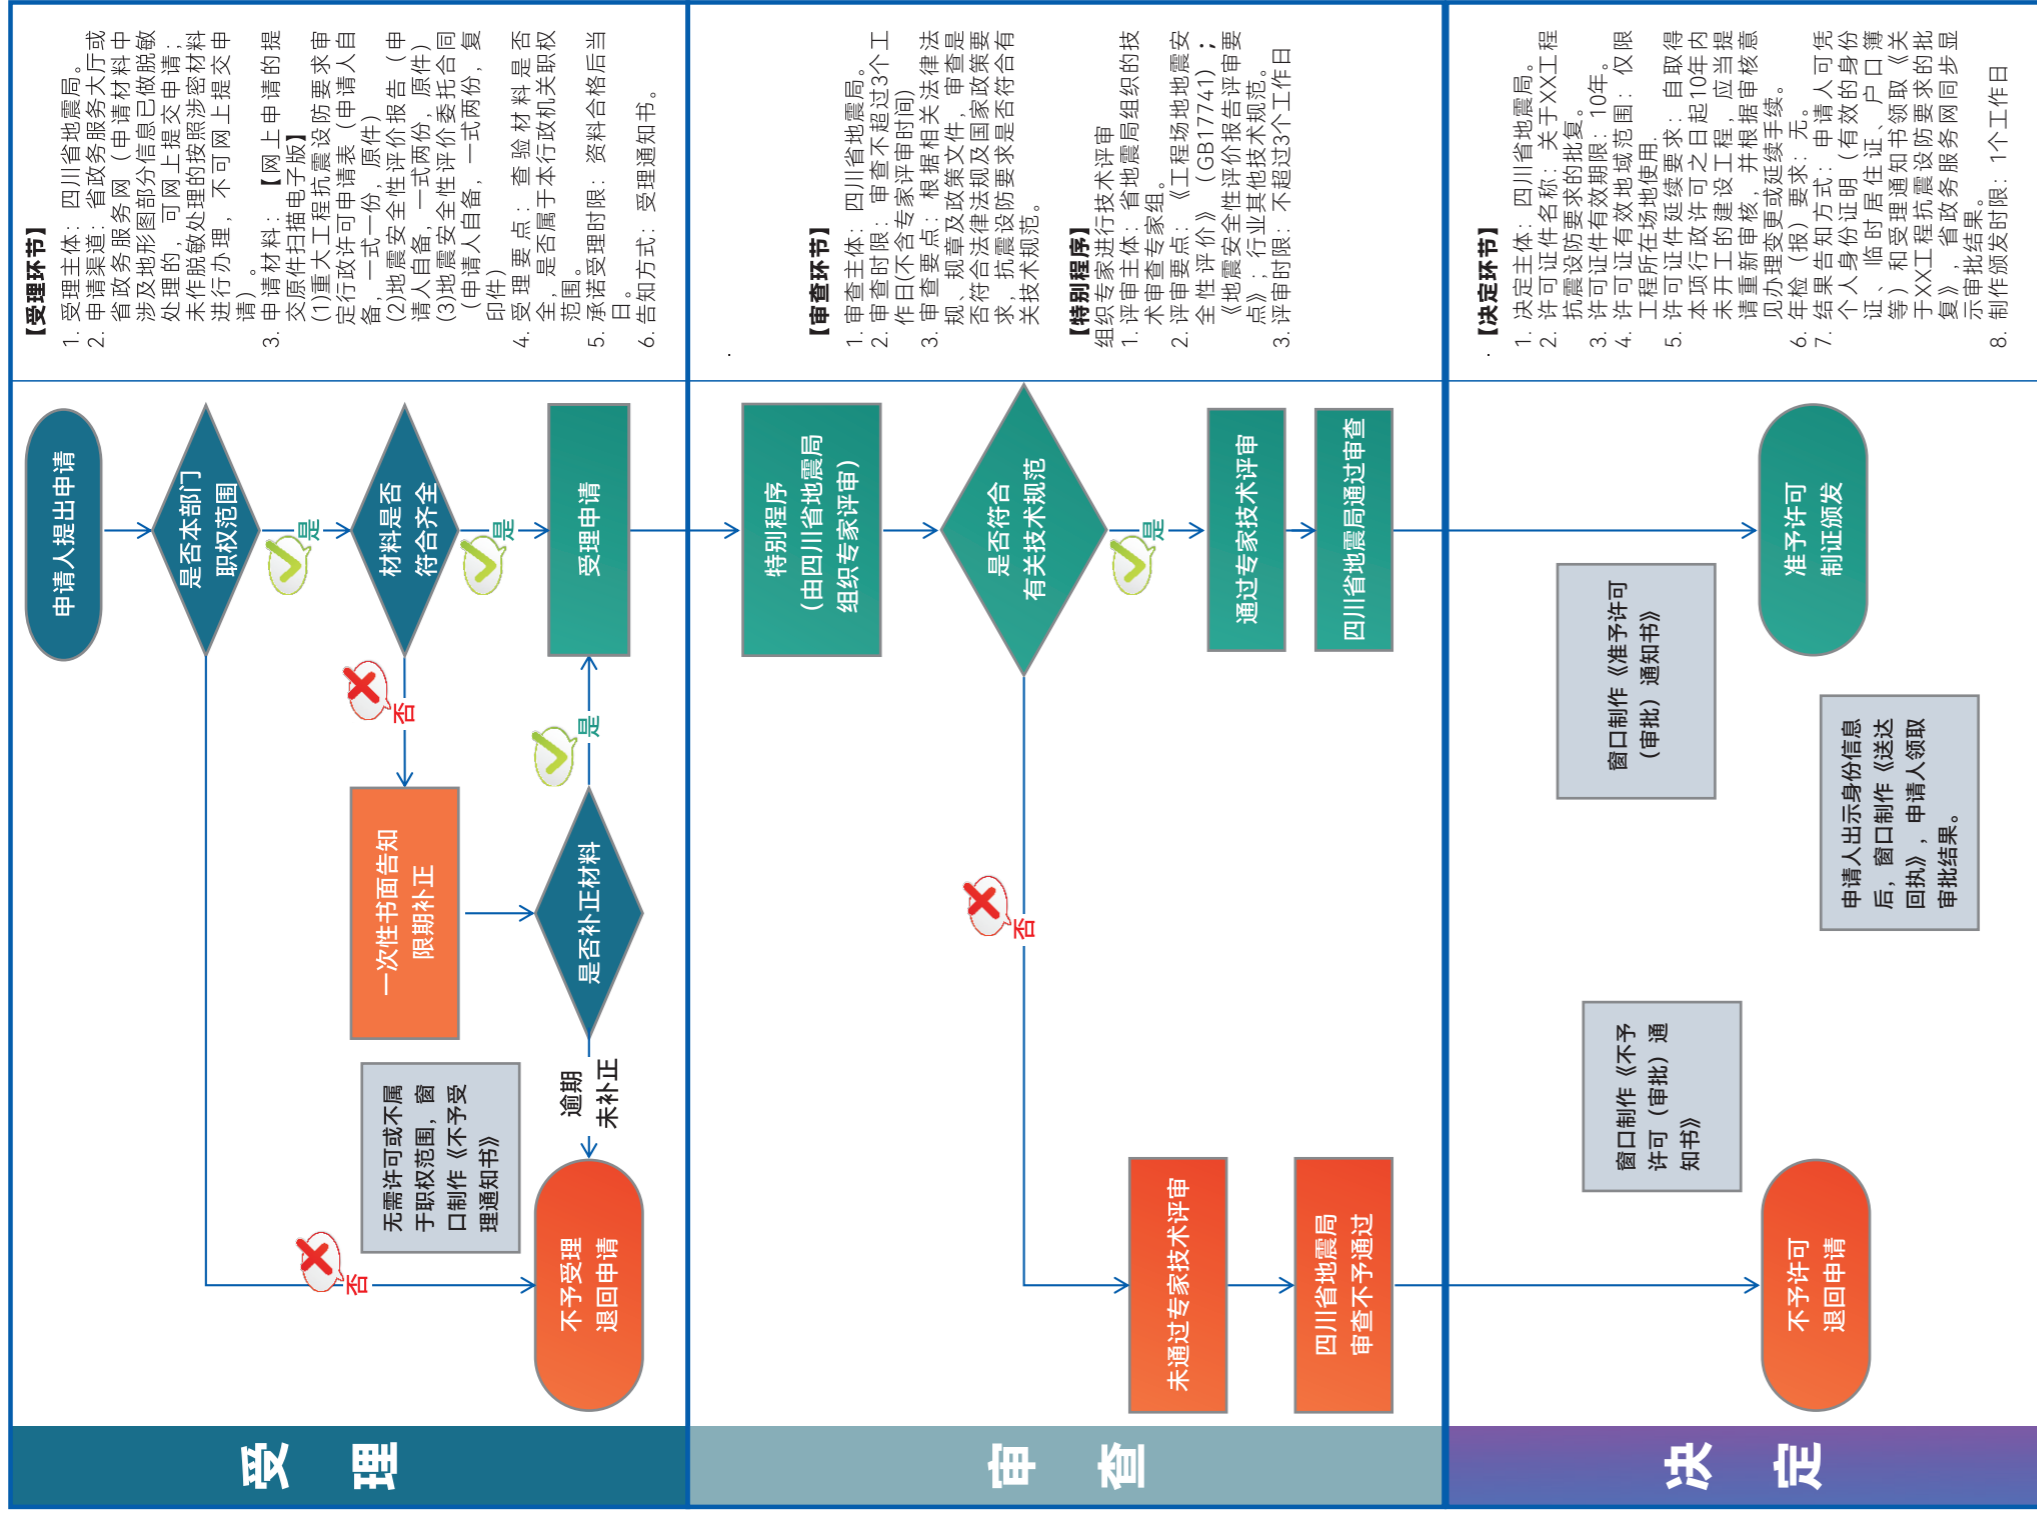 受 理
申请人提出申请
是否本部门
职权范围
是
否
材料是否
符合齐全
是
否
受理申请
一次性书面告知
限期补正
是否补正材料
是
逾期
未补正
无需许可或不属
于职权范围，窗
口制作《不予受
理通知书》
不予受理
退回申请
【受理环节】
1. 受理主体：四川省地震局。
2. 申请渠道：省政务服务大厅或
省政务服务网（申请材料中
涉及地形图部分信息已做脱敏
处理的，可网上提交申请；
未作脱敏处理的按照涉密材料
进行办理，不可网上提交申
请）。
3. 申请材料：【网上申请的提
交原件扫描电子版】
(1)重大工程抗震设防要求审
定行政许可申请表（申请人自
备，一式一份，原件）
(2)地震安全性评价报告（申
请人自备，一式两份，原件）
(3)地震安全性评价委托合同
（申请人自备，一式两份，复
印件）
4. 受理要点：查验材料是否
全，是否属于本行政机关职权
范围。
5. 承诺受理时限：资料合格后当
日。
6. 告知方式：受理通知书。
审 查
特别程序
（由四川省地震局
组织专家评审）
是否符合
有关技术规范
是
否
通过专家技术评审
四川省地震局通过审查
未通过专家技术评审
四川省地震局
审查不予通过
【审查环节】
1. 审查主体：四川省地震局。
2. 审查时限：审查不超过3个工
作日(不含专家评审时间)
3. 审查要点：根据相关法律法
规、规章及政策文件，审查是
否符合法律法规及国家政策要
求，抗震设防要求是否符合有
关技术规范。
【特别程序）
组织专家进行技术评审
1. 评审主体：省地震局组织的技
术审查专家组。
2. 评审要点：《工程场地地震安
全性评价》（GB17741）；
《地震安全性评价报告评审要
点》；行业其他技术规范。
3. 评审时限：不超过3个工作日
决 定
准予许可
制证颁发
窗口制作《准予许可
（审批）通知书》
申请人出示身份信息
后，窗口制作《送达
回执》，申请人领取
审批结果。
窗口制作《不予
许可（审批）通
知书》
不予许可
退回申请
【决定环节】
1. 决定主体：四川省地震局。
2. 许可证件名称：关于XX工程
抗震设防要求的批复。
3. 许可证件有效期限：10年。
4. 许可证有效地域范围：仅限
工程所在场地使用.
5. 许可证件延续要求：自取得
本项行政许可之日起10年内
未开工的建设工程，应当提
请重新审核，并根据审核意
见办理变更或延续手续。
6. 年检（报）要求：无。
7. 结果告知方式：申请人可凭
个人身份证明（有效的身份
证、临时居住证、户口簿
等）和受理通知书领取《关
于XX工程抗震设防要求的批
复》，省政务服务网同步显
示审批结果。
8. 制作颁发时限：1个工作日